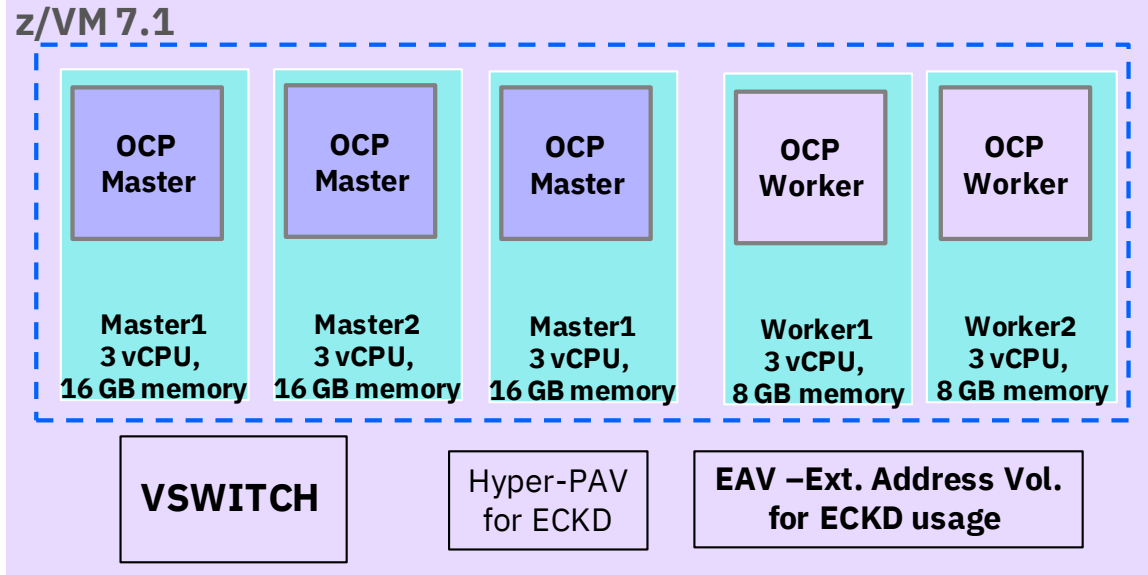 z/VM 7.1
OCP
Master
OCP
Master
OCP
Master
OCP
Worker
OCP
Worker
Master1
3 vCPU,
16 GB memory
Master2
3 vCPU,
16 GB memory
Master1
3 vCPU,
16 GB memory
Worker1
3 vCPU,
8 GB memory
Worker2
3 vCPU,
8 GB memory
VSWITCH
Hyper-PAV
for ECKD
EAV –Ext. Address Vol.
for ECKD usage